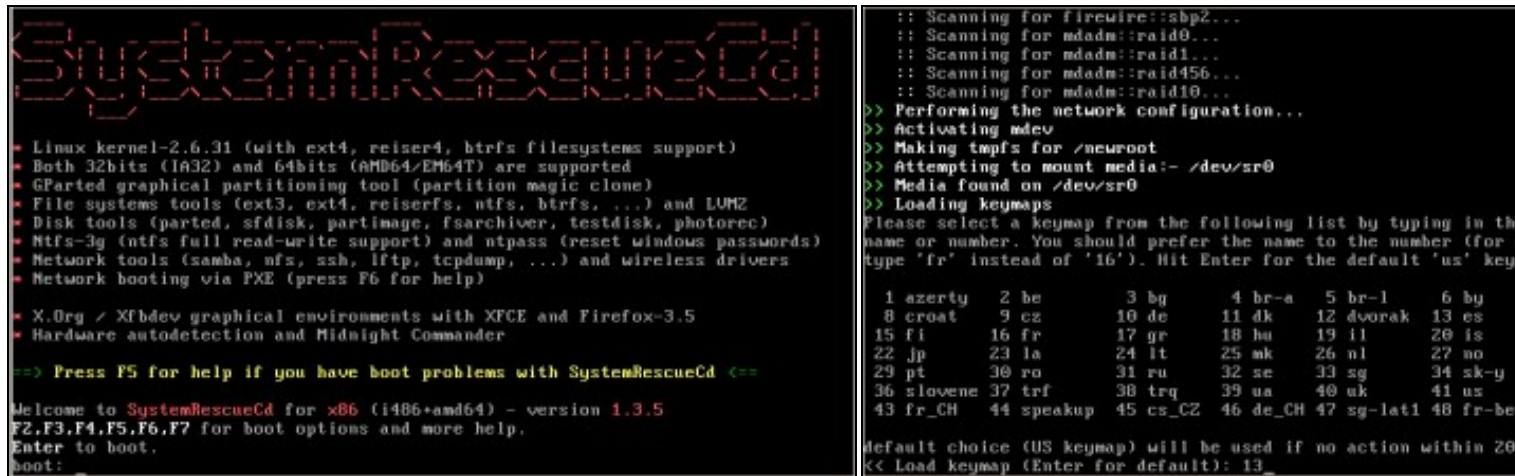 SystemRescueCd
* Linux kernel-2.6.31 (with ext4, reiser4, btrfs filesystems support)
* Both 32bits (IA32) and 64bits (AMD64/EM64T) are supported
* GParted graphical partitioning tool (partition magic clone)
* File systems tools (ext3, ext4, reiserfs, ntfs, btrfs, ...) and LVM2
* Disk tools (parted, sfdisk, partimage, fsarchiver, testdisk, photorec)
* Ntfs-3g (ntfs full read-write support) and ntpass (reset windows passwords)
* Network tools (samba, nfs, ssh, lftp, tcpdump, ...) and wireless drivers
* Network booting via PXE (press F6 for help)
* X.Org / Xfbdev graphical environments with XFCE and Firefox-3.5
* Hardware autodetection and Midnight Commander
==> Press F5 for help if you have boot problems with SystemRescueCd <==
Welcome to SystemRescueCd for x86 (i486+amd64) - version 1.3.5
F2,F3,F4,F5,F6,F7 for boot options and more help.
Enter to boot.
boot: _
:: Scanning for firewire::sbp2...
:: Scanning for mdadm::raid0...
:: Scanning for mdadm::raid1...
:: Scanning for mdadm::raid456...
:: Scanning for mdadm::raid10...
>> Performing the network configuration...
>> Activating mdev
>> Making tmpfs for /newroot
>> Attempting to mount media:- /dev/sr0
>> Media found on /dev/sr0
>> Loading keymaps
Please select a keymap from the following list by typing in th
name or number. You should prefer the name to the number (for
type 'fr' instead of '16'). Hit Enter for the default 'us' key
1 azerty 2 be 3 bg 4 br-a 5 br-l 6 by
8 croat 9 cz 10 de 11 dk 12 dvorak 13 es
15 fi 16 fr 17 gr 18 hu 19 il 20 is
22 jp 23 la 24 lt 25 mk 26 nl 27 no
29 pt 30 ro 31 ru 32 se 33 sg 34 sk-y
36 slovene 37 trf 38 trq 39 ua 40 uk 41 us
43 fr_CH 44 speakup 45 cs_CZ 46 de_CH 47 sg-lat1 48 fr-be
default choice (US keymap) will be used if no action within 20
<< Load keymap (Enter for default): 13_